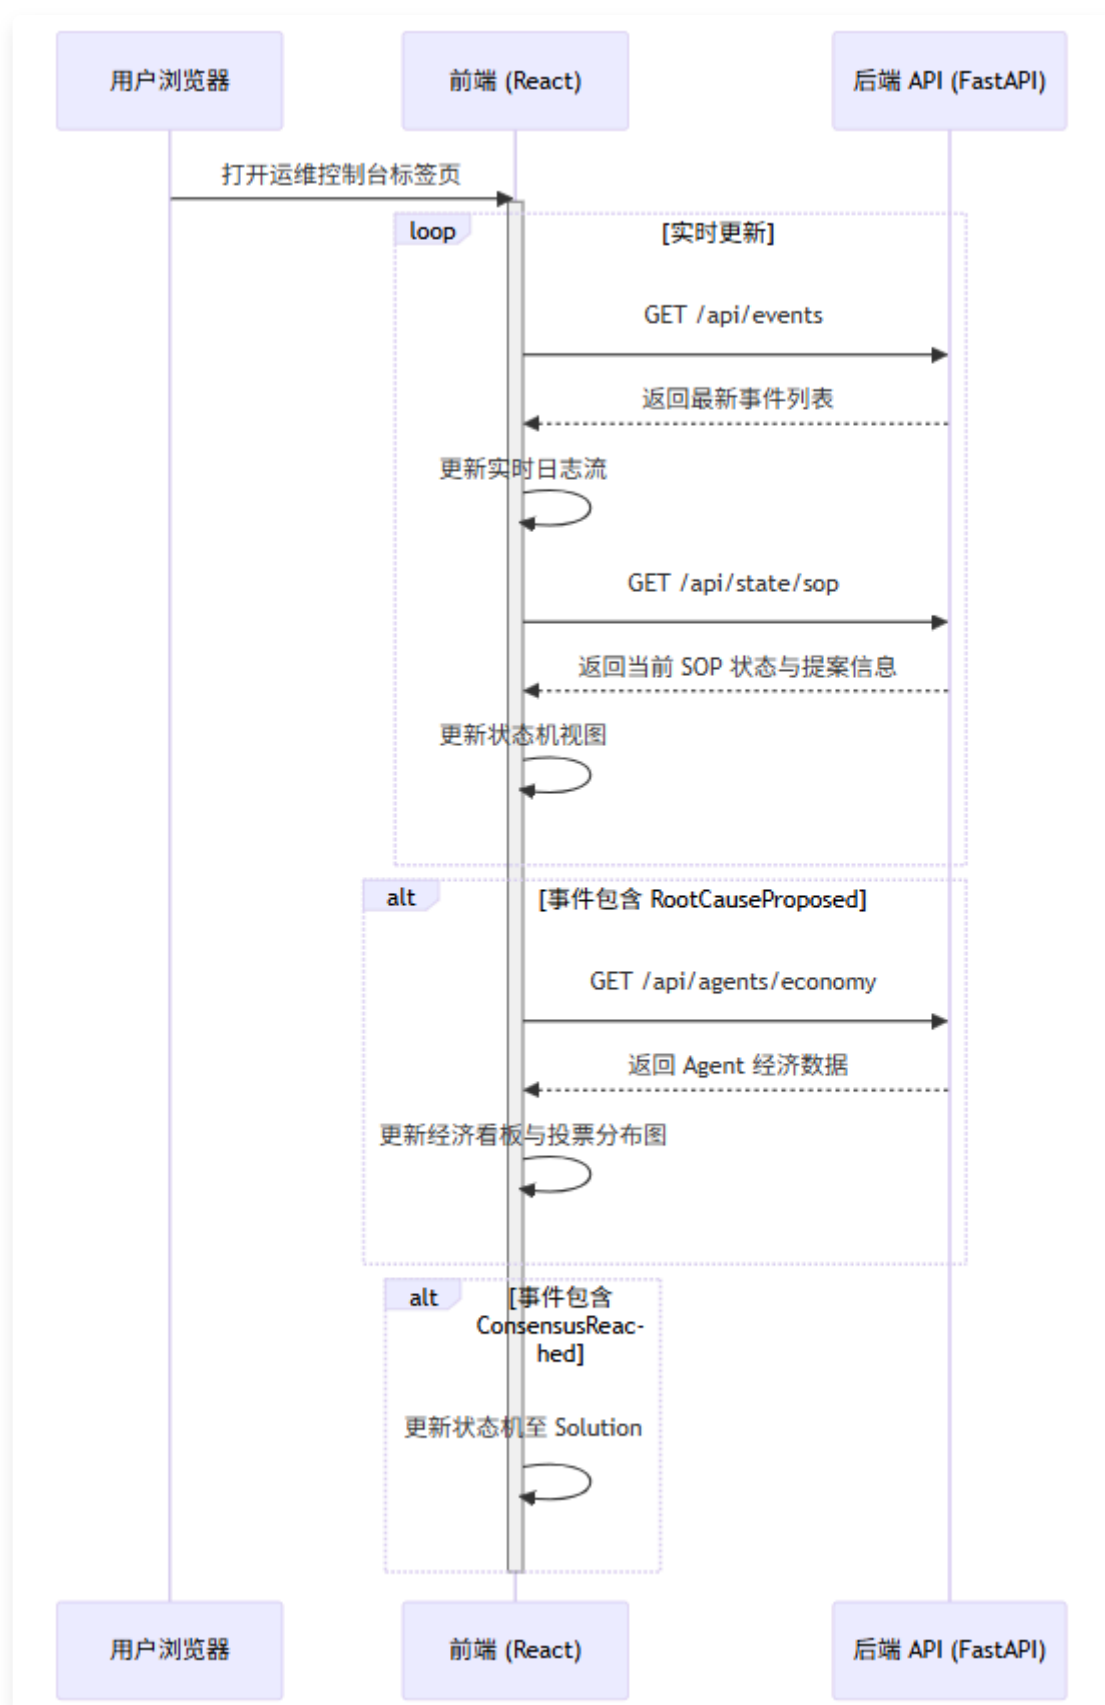 用户浏览器
前端 (React)
后端 API (FastAPI)
打开运维控制台标签页
loop
[实时更新]
GET /api/events
返回最新事件列表
更新实时日志流
GET /api/state/sop
返回当前 SOP 状态与提案信息
更新状态机视图
alt
[事件包含 RootCauseProposed]
GET /api/agents/economy
返回 Agent 经济数据
更新经济看板与投票分布图
alt
[事件包含
ConsensusReac-
hed]
更新状态机至 Solution
用户浏览器
前端 (React)
后端 API (FastAPI)